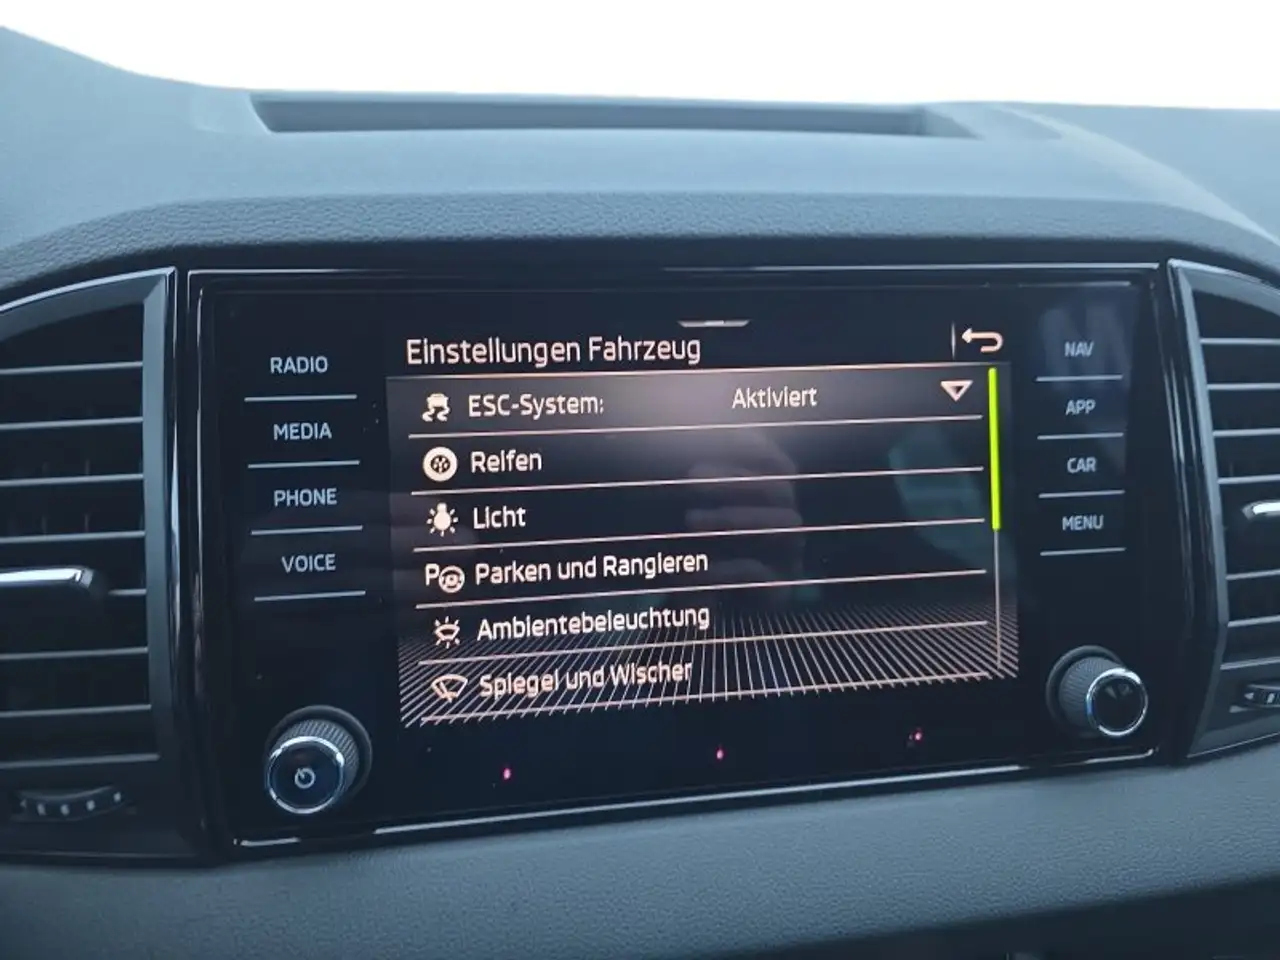 Einstellungen Fahrzeug
ESC-System: Aktiviert
Reifen
Licht
Parken und Rangieren
Ambientebeleuchtung
Spiegel und Wischer
RADIO
MEDIA
PHONE
VOICE
NAV
APP
CAR
MENU